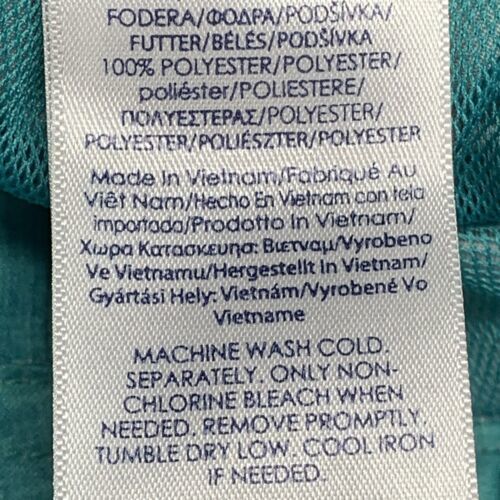 FODERA/ΦΟΔΡΑ/PODŠÍVKA/
FUTTER/BÉLÉS/PODŠÍVKA
100% POLYESTER/POLYESTER/
poliéster/POLIESTERE/
ΠΟΛΥΕΣΤΕΡΑΣ/POLYESTER/
POLYESTER/POLIÉSZTER/POLYESTER
Made In Vietnam/Fabriqué Au
Viêt Nam/Hecho En Vietnam con tela
importada/Prodotto In Vietnam/
Χωρα Κατασκευησ: Βιετναμ/Vyrobeno
Ve Vietnamu/Hergestellt In Vietnam/
Gyártási Hely: Vietnám/Vyrobené Vo
Vietname
MACHINE WASH COLD.
SEPARATELY. ONLY NON-
CHLORINE BLEACH WHEN
NEEDED. REMOVE PROMPTLY.
TUMBLE DRY LOW. COOL IRON
IF NEEDED.